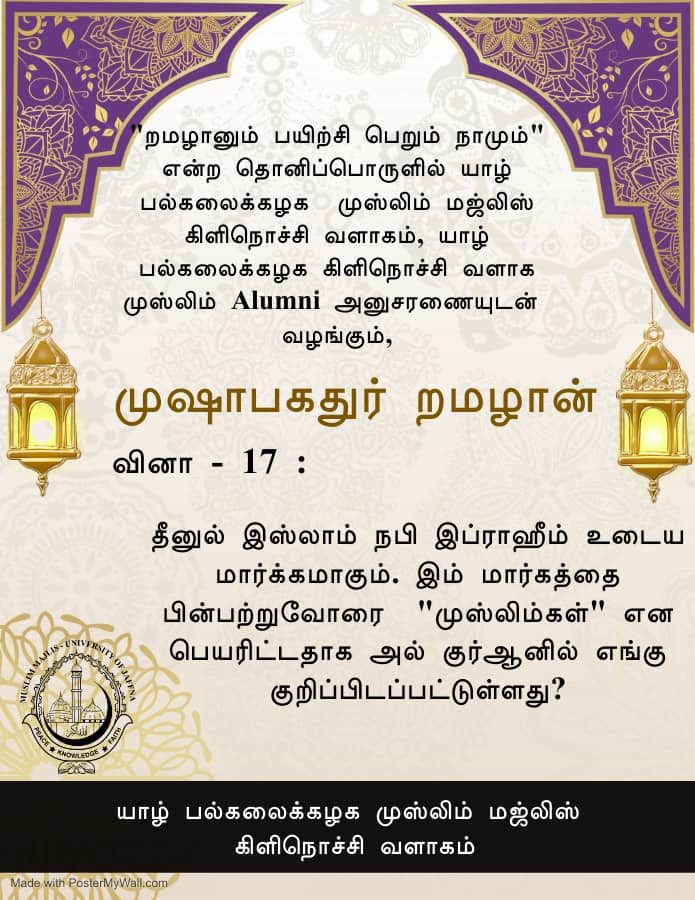 "றமழானும் பயிற்சி பெறும் நாமும்"
என்ற தொனிப்பொருளில் யாழ்
பல்கலைக்கழக முஸ்லிம் மஜ்லிஸ்
கிளிநொச்சி வளாகம், யாழ்
பல்கலைக்கழக கிளிநொச்சி வளாக
முஸ்லிம் Alumni அனுசரணையுடன்
வழங்கும்,
முஷாபகதுர் றமழான்
வினா - 17 :
தீனுல் இஸ்லாம் நபி இப்ராஹீம் உடைய
மார்க்கமாகும். இம் மார்கத்தை
பின்பற்றுவோரை "முஸ்லிம்கள்" என
பெயரிட்டதாக அல் குர்ஆனில் எங்கு
குறிப்பிடப்பட்டுள்ளது?
MUSLIM MAJLIS - UNIVERSITY OF JAFFNA
PEACE ★ KNOWLEDGE ★ FAITH
யாழ் பல்கலைக்கழக முஸ்லிம் மஜ்லிஸ்
கிளிநொச்சி வளாகம்
Made with PosterMyWall.com